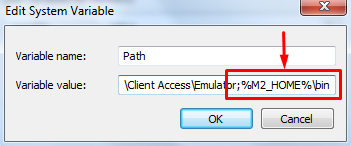 Edit System Variable
Variable name: Path
Variable value: \Client Access\Emulator;%M2_HOME%\bin
OK Cancel